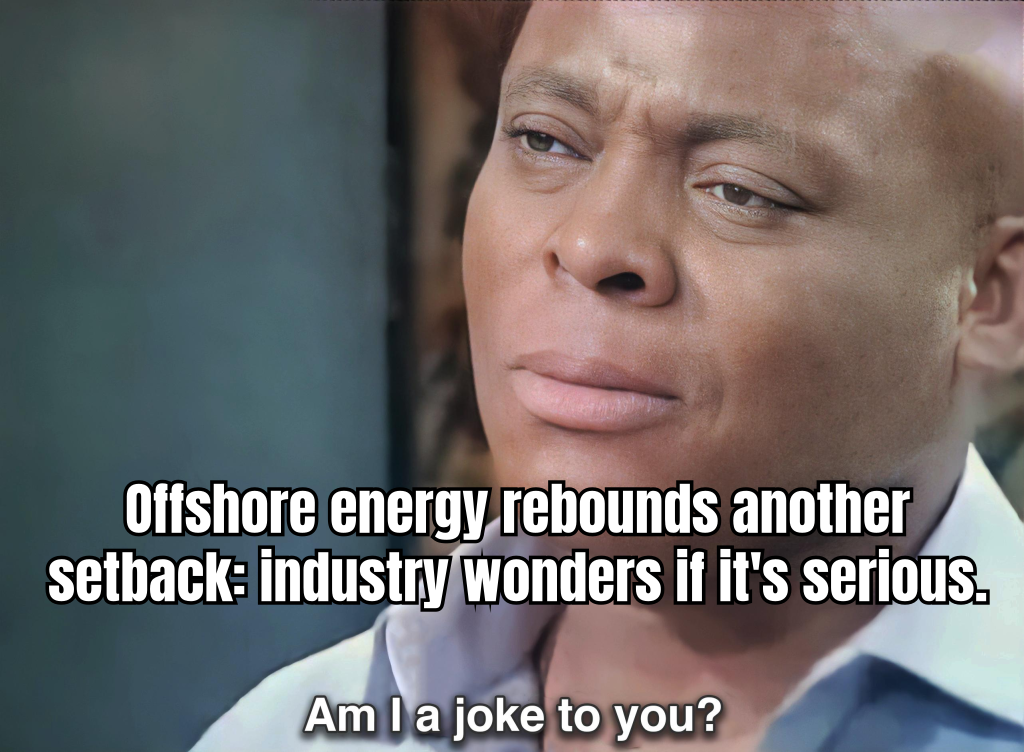 Offshore energy rebounds another
setback: industry wonders if it's serious.
Am I a joke to you?